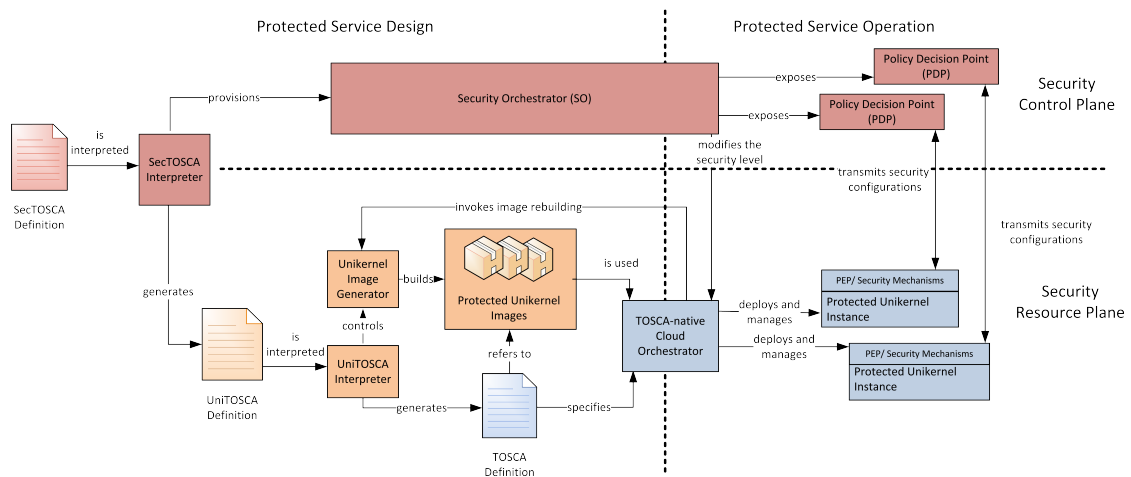 Protected Service Design
Protected Service Operation
Security
Control Plane
Security Orchestrator (SO)
Policy Decision Point
(PDP)
Policy Decision Point
(PDP)
provisions
exposes
exposes
is
interpreted
SecTOSCA
Interpreter
SecTOSCA
Definition
modifies the
security level
transmits security
configurations
transmits security
configurations
invokes image rebuilding
Unikernel
Image
Generator
builds
Protected Unikernel
Images
is used
generates
controls
is
interpreted
UniTOSCA
Definition
UniTOSCA
Interpreter
refers to
generates
specifies
TOSCA
Definition
TOSCA-native
Cloud
Orchestrator
deploys and
manages
deploys and
manages
PEP/ Security Mechanisms
Protected Unikernel
Instance
PEP/ Security Mechanisms
Protected Unikernel
Instance
Security
Resource Plane